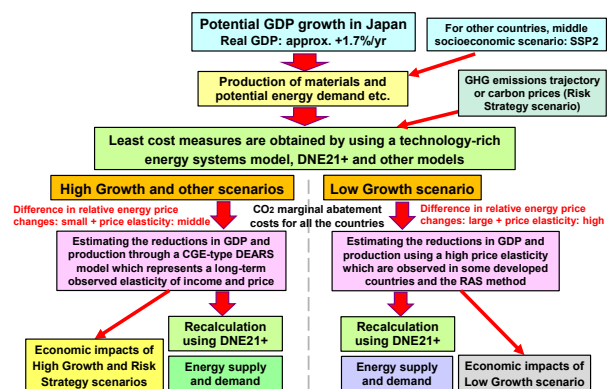 Potential GDP growth in Japan
Real GDP: approx. +1.7%/yr
For other countries, middle
socioeconomic scenario: SSP2
Production of materials and
potential energy demand etc.
GHG emissions trajectory
or carbon prices (Risk
Strategy scenario)
Least cost measures are obtained by using a technology-rich
energy systems model, DNE21+ and other models
High Growth and other scenarios
Low Growth scenario
Difference in relative energy price
changes: small + price elasticity: middle
CO2 marginal abatement
costs for all the countries
Difference in relative energy price
changes: large + price elasticity: high
Estimating the reductions in GDP and
production through a CGE-type DEARS
model which represents a long-term
observed elasticity of income and price
Estimating the reductions in GDP and
production using a high price elasticity
which are observed in some developed
countries and the RAS method
Recalculation
using DNE21+
Recalculation
using DNE21+
Economic impacts of
High Growth and Risk
Strategy scenarios
Energy supply
and demand
Energy supply
and demand
Economic impacts of
Low Growth scenario